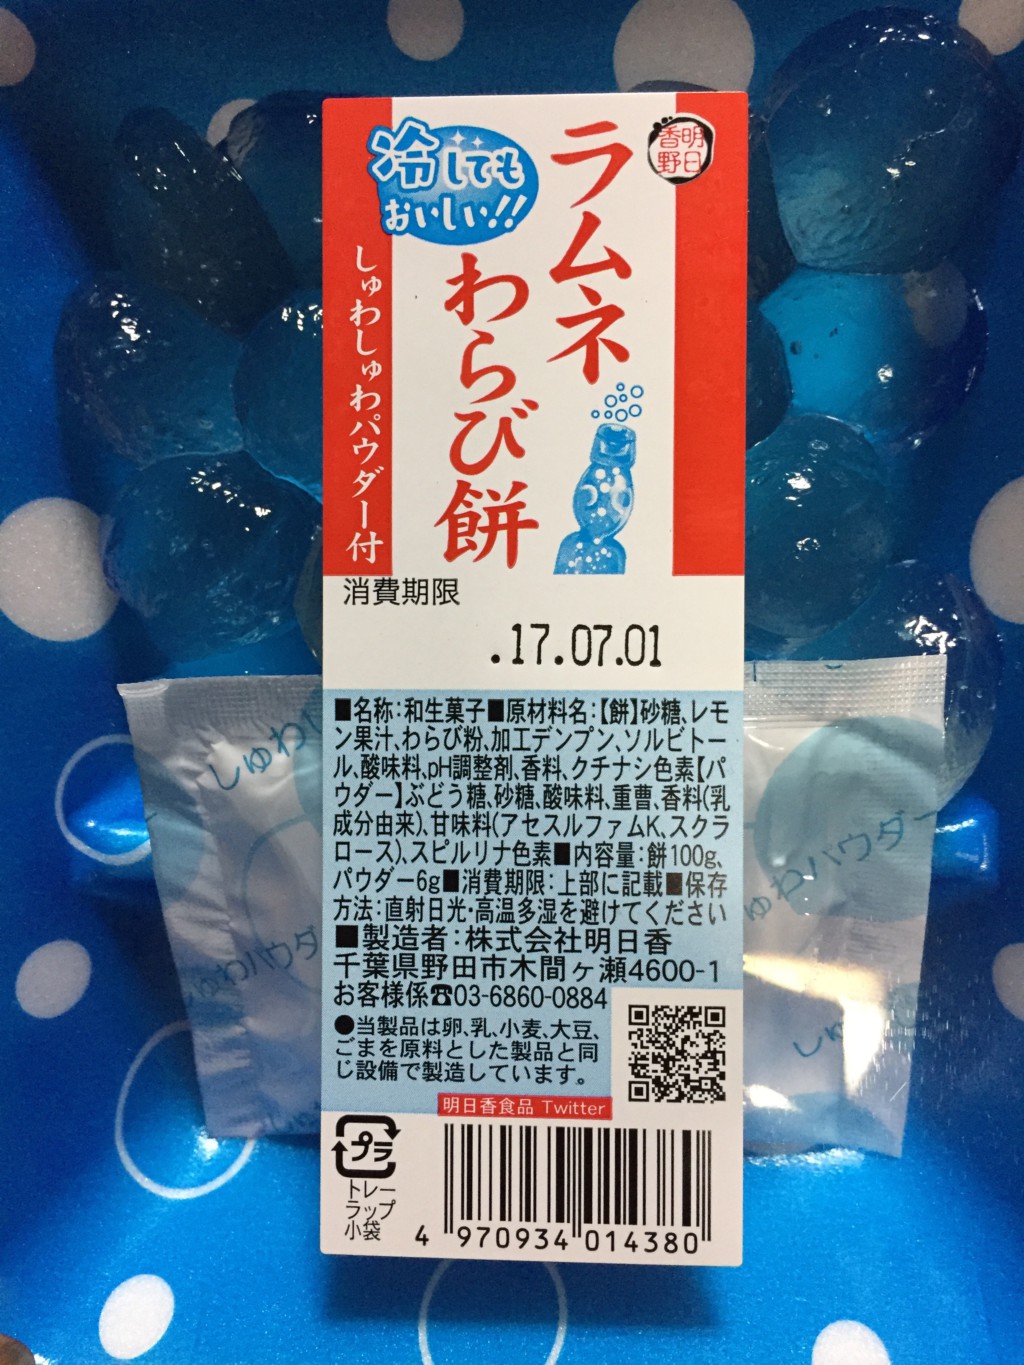 明日
香野
ラムネ
わらび餅
冷しても
おいしい!!
しゅわしゅわパウダー付
消費期限
.17.07.01
■名称:和生菓子■原材料名:【餅】砂糖、レモ
ン果汁、わらび粉、加工デンプン、ソルビトー
ル、酸味料、pH調整剤、香料、クチナシ色素【パ
ウダー】ぶどう糖、砂糖、酸味料、重曹、香料(乳
成分由来)、甘味料(アセスルファムK、スクラ
ロース)、スピルリナ色素■内容量:餅100g、
パウダー6g■消費期限:上部に記載■保存
方法:直射日光・高温多湿を避けてください
■製造者:株式会社明日香
千葉県野田市木間ヶ瀬4600-1
お客様係☎03-6860-0884
●当製品は卵、乳、小麦、大豆、
ごまを原料とした製品と同
じ設備で製造しています。
明日香食品 Twitter
プラ
トレー
ラップ
小袋
4 970934 014380
しゅわ
ゅわパウダー
ゅわパウダ
しゅ